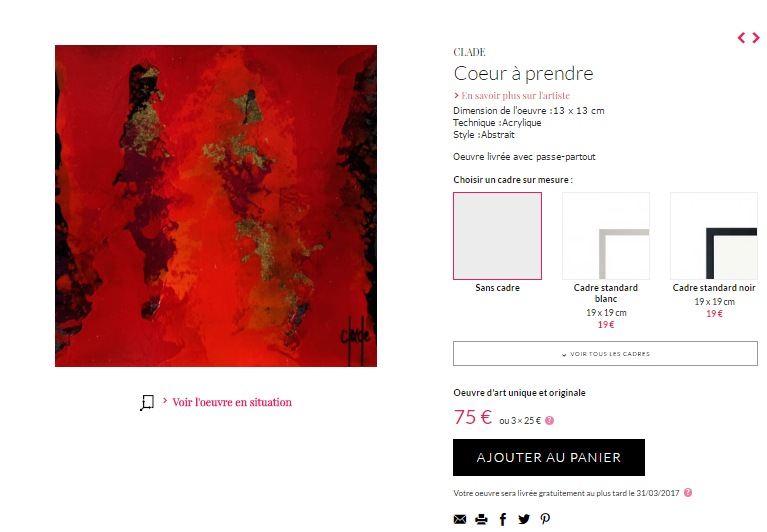 clade
Voir l'oeuvre en situation
CLADE
Coeur à prendre
En savoir plus sur l'artiste
Dimension de l'oeuvre :13 x 13 cm
Technique :Acrylique
Style :Abstrait
Oeuvre livrée avec passe-partout
Choisir un cadre sur mesure :
Sans cadre
Cadre standard
blanc
19 x 19 cm
19 €
Cadre standard noir
19 x 19 cm
19 €
VOIR TOUS LES CADRES
Oeuvre d'art unique et originale
75 € ou 3 × 25 € ?
AJOUTER AU PANIER
Votre oeuvre sera livrée gratuitement au plus tard le 31/03/2017 ?